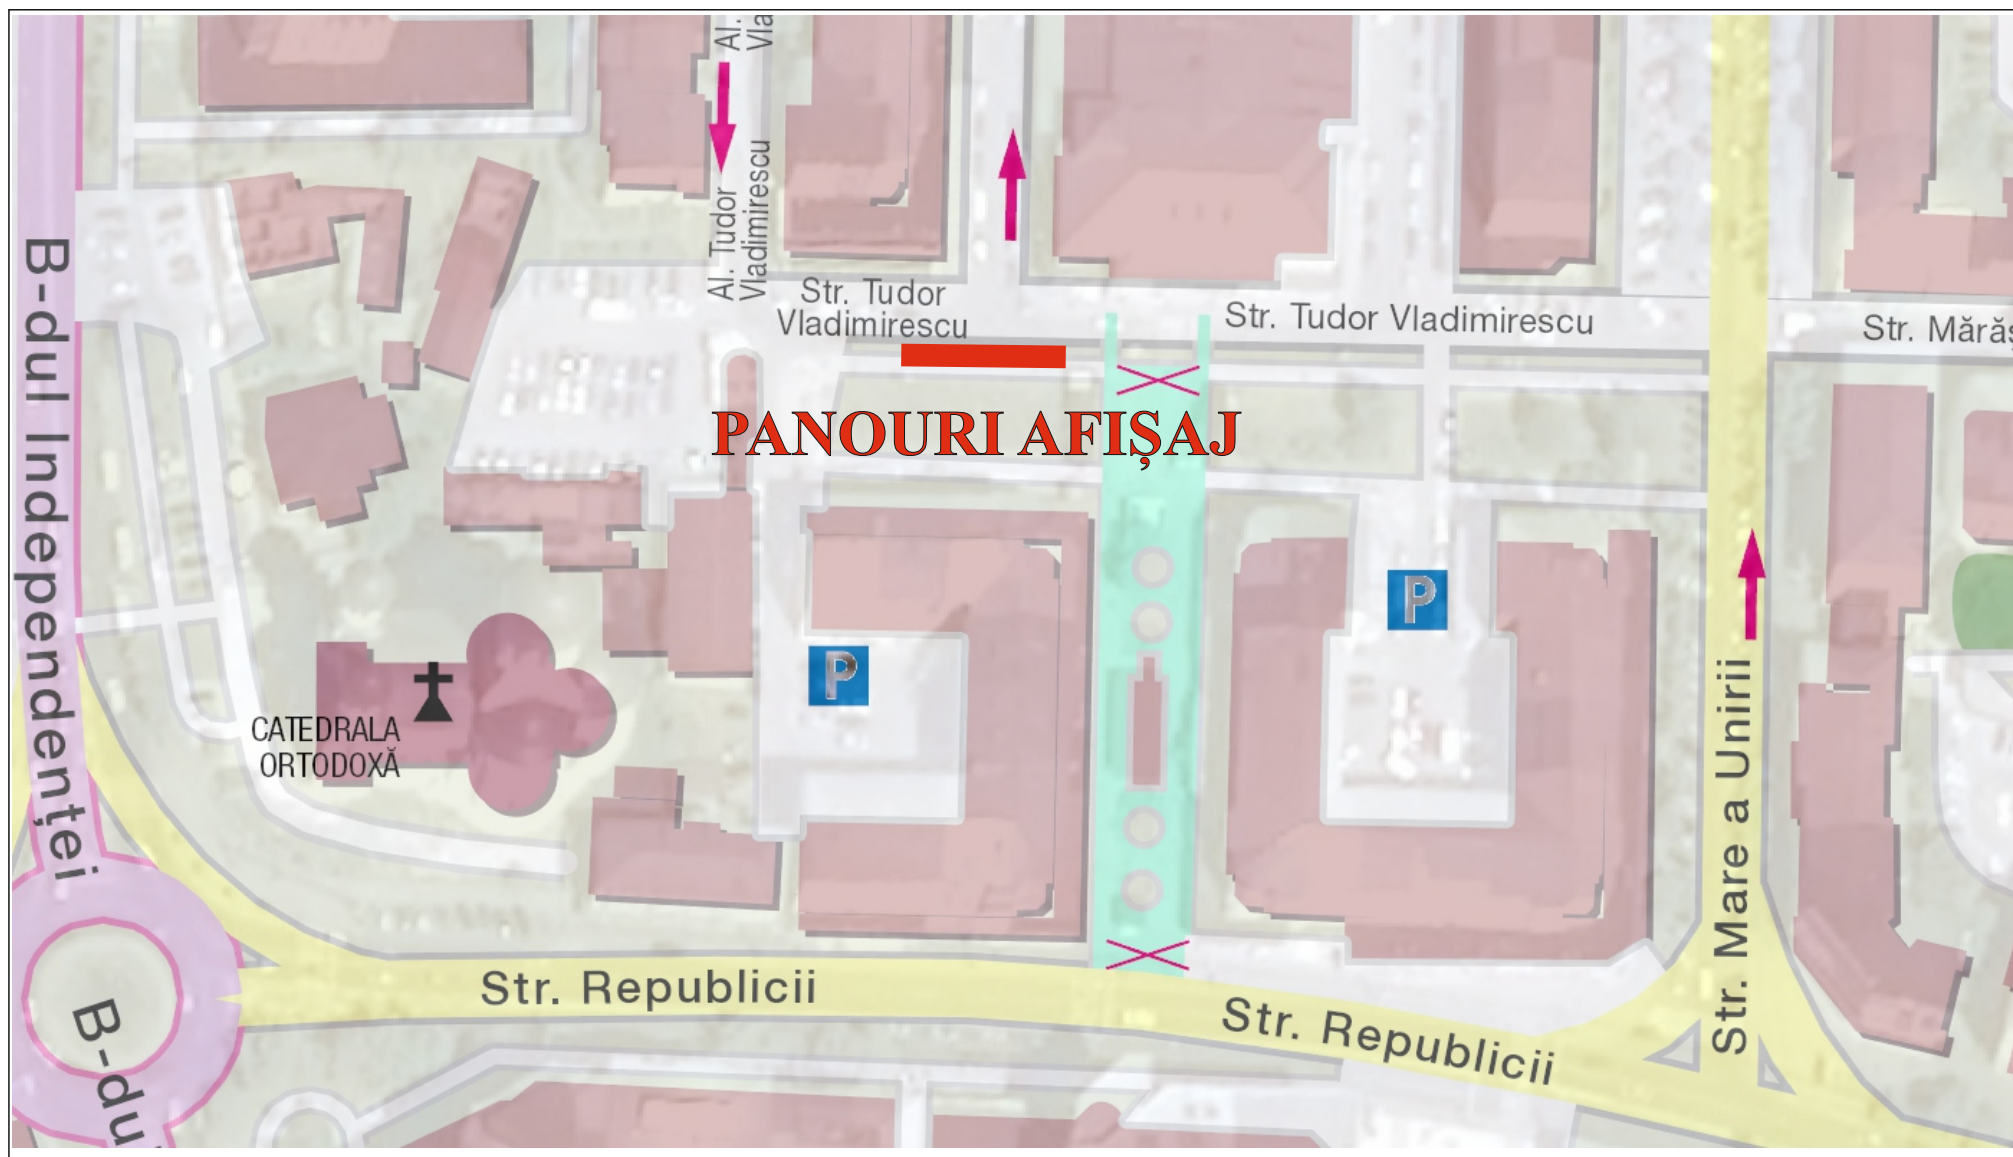 Al.
Vla
Al. Tudor
Vladimirescu
Str. Tudor
Vladimirescu
Str. Tudor Vladimirescu
Str. Mărăș
B-dul Independenței
PANOURI AFIȘAJ
P
P
CATEDRALA
ORTODOXĂ
Str. Mare a Unirii
Str. Republicii
Str. Republicii
B-dul